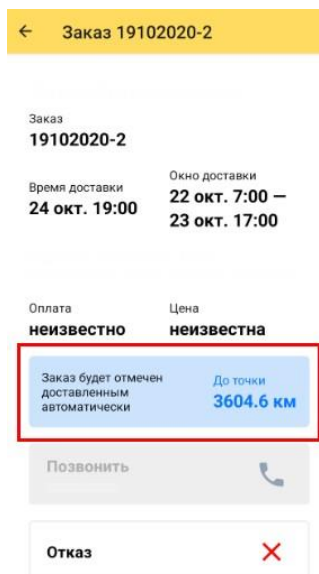 ← Заказ 19102020-2
Заказ
19102020-2
Время доставки
24 окт. 19:00
Окно доставки
22 окт. 7:00 —
23 окт. 17:00
Оплата
неизвестно
Цена
неизвестна
Заказ будет отмечен
доставленным
автоматически
До точки
3604.6 км
Позвонить
Отказ